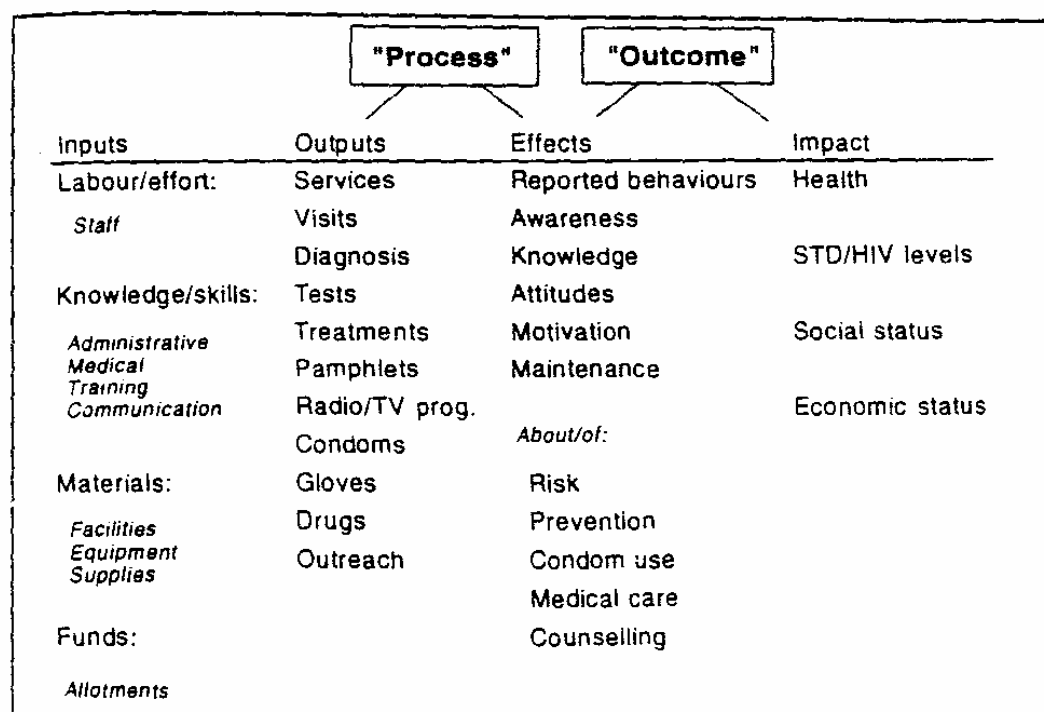 "Process" "Outcome"
Inputs Outputs Effects Impact
Labour/effort: Services Reported behaviours Health
Staff Visits Awareness
Diagnosis Knowledge STD/HIV levels
Knowledge/skills: Tests Attitudes
Administrative Treatments Motivation Social status
Medical Pamphlets Maintenance
Training
Communication Radio/TV prog. Economic status
Condoms About/of:
Materials: Gloves Risk
Facilities Drugs Prevention
Equipment
Supplies Outreach Condom use
Medical care
Funds: Counselling
Allotments